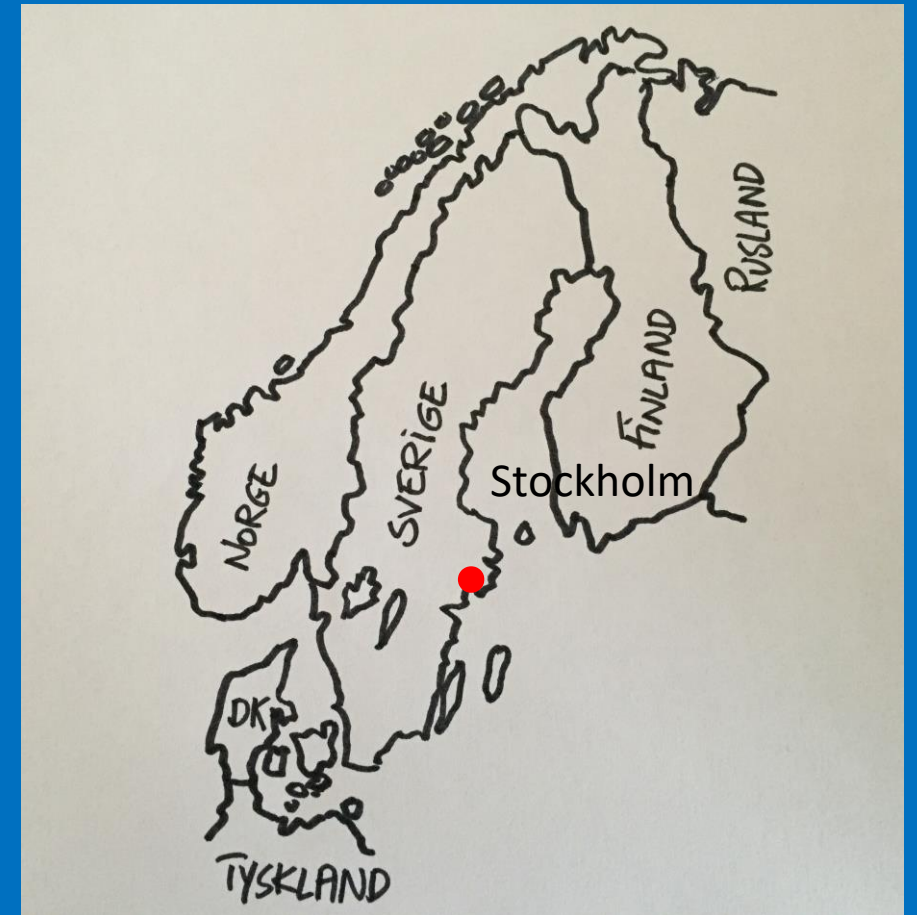 RUSLAND
FINLAND
SVERIGE
Stockholm
NORGE
DK
TYSKLAND